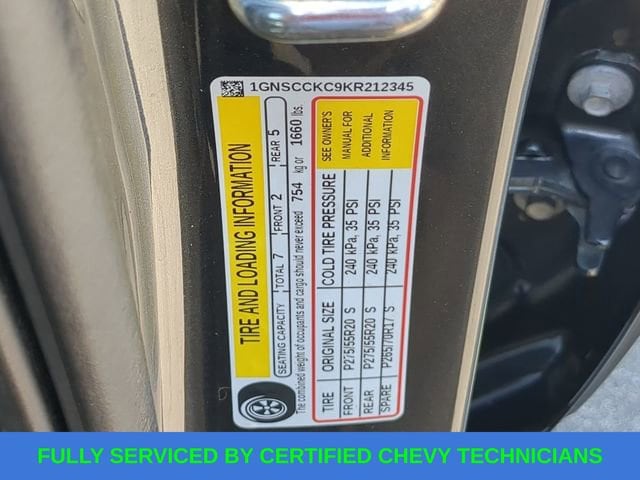 1GNSCCKC9KR212345
TIRE AND LOADING INFORMATION
SEATING CAPACITY TOTAL 7 FRONT 2 REAR 5
The combined weight of occupants and cargo should never exceed 754 kg or 1660 lbs.
TIRE ORIGINAL SIZE COLD TIRE PRESSURE
FRONT P275/55R20 S 240 kPa, 35 PSI
REAR P275/55R20 S 240 kPa, 35 PSI
SPARE P265/70R17 S 240 kPa, 35 PSI
SEE OWNER'S
MANUAL FOR
ADDITIONAL
INFORMATION
FULLY SERVICED BY CERTIFIED CHEVY TECHNICIANS